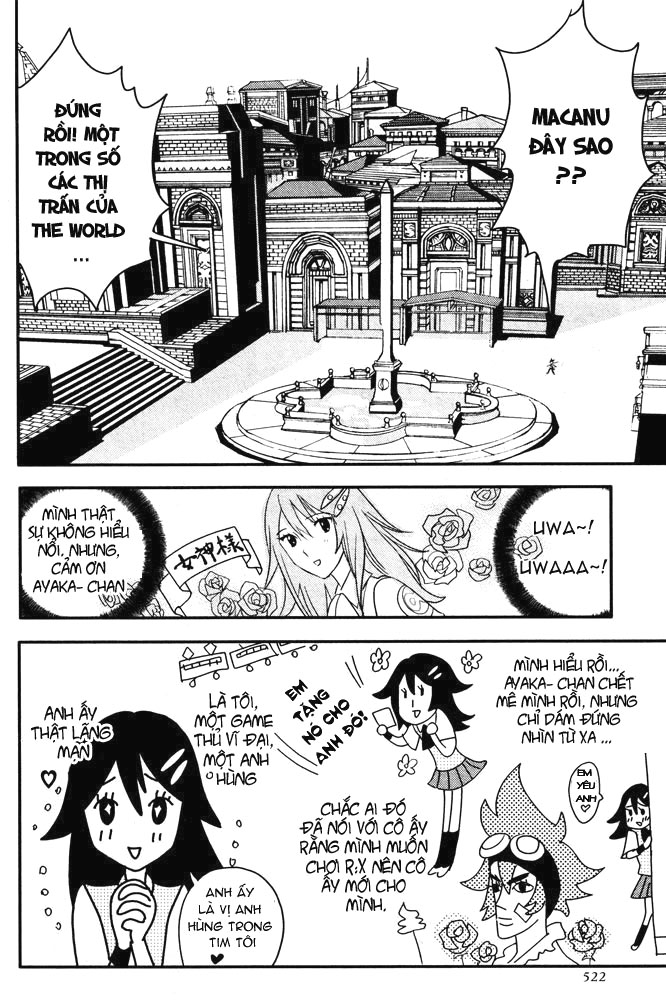 MACANU
ĐÂY SAO
??
ĐÚNG
RỒI! MỘT
TRONG SỐ
CÁC THỊ
TRẤN CỦA
THE WORLD
...
UWA~!
UWAAA~!
女神様
MÌNH THẬT
SỰ KHÔNG HIỂU
NỔI, NHƯNG,
CẢM ƠN
AYAKA- CHAN
MÌNH HIỂU RỒI...
AYAKA- CHAN CHẾT
MÊ MÌNH RỒI, NHƯNG
CHỈ DÁM ĐỨNG
NHÌN TỪ XA ...
EM
YÊU
ANH
♡
EM
TẶNG
NÓ CHO
ANH ĐÓ!
CHẮC AI ĐÓ
ĐÃ NÓI VỚI CÔ ẤY
RẰNG MÌNH MUỐN
CHƠI R:X NÊN CÔ
ẤY MỚI CHO
MÌNH.
LÀ TÔI,
MỘT GAME
THỦ VĨ ĐẠI,
MỘT ANH
HÙNG
ANH ẤY
THẬT LÃNG
MẠN
♡
ANH ẤY
LÀ VỊ ANH
HÙNG TRONG
TIM TÔI
♥
522